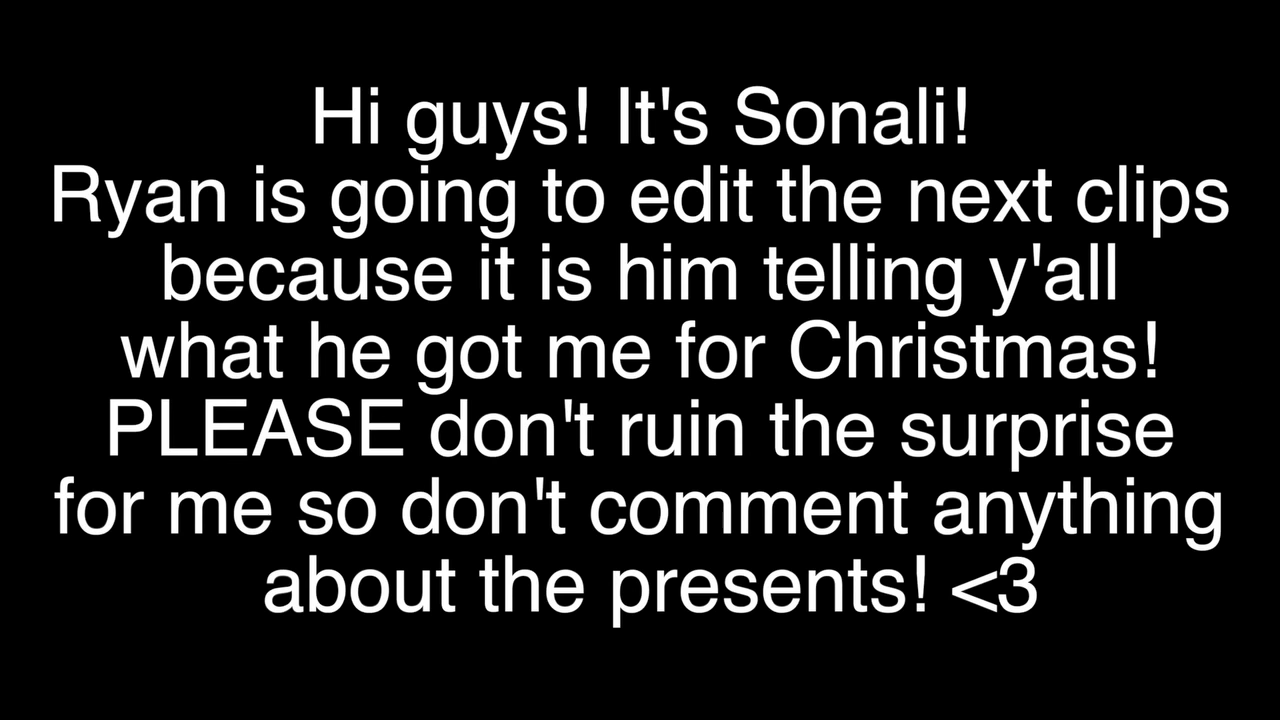 Hi guys! It's Sonali!
Ryan is going to edit the next clips
because it is him telling y'all
what he got me for Christmas!
PLEASE don't ruin the surprise
for me so don't comment anything
about the presents! <3